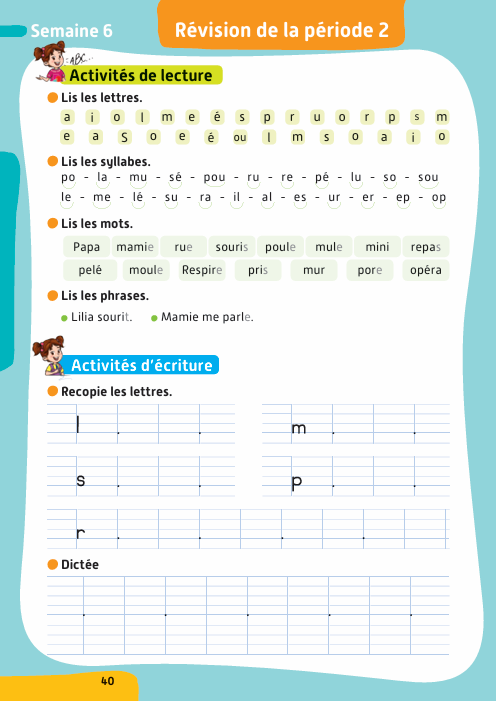 Semaine 6
Révision de la période 2
ABC...
Activités de lecture
Lis les lettres.
a i o l m e é s p r u o r p s m
e a S o e é ou l m s o a i o
Lis les syllabes.
po - la - mu - sé - pou - ru - re - pé - lu - so - sou
le - me - lé - su - ra - il - al - es - ur - er - ep - op
Lis les mots.
Papa mamie rue souris poule mule mini repas
pelé moule Respire pris mur pore opéra
Lis les phrases.
Lilia sourit. Mamie me parle.
Activités d'écriture
Recopie les lettres.
l . . m . .
s . . p . .
r . . . . .
Dictée
. . . . .
40